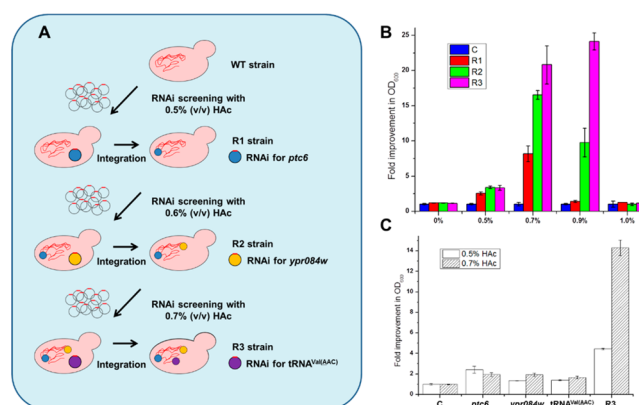 A
WT strain
RNAi screening with
0.5% (v/v) HAc
R1 strain
Integration
RNAi for ptc6
RNAi screening with
0.6% (v/v) HAc
R2 strain
Integration
RNAi for ypr084w
RNAi screening with
0.7% (v/v) HAc
R3 strain
Integration
RNAi for tRNAVal(AAC)
B
C
R1
R2
R3
Fold improvement in OD600
25
20
15
10
5
0
0%
0.5%
0.7%
0.9%
1.0%
C
0.5% HAc
0.7% HAc
Fold improvement in OD600
14
12
10
8
6
4
2
0
C
ptc6
ypr084w
tRNAVal(AAC)
R3